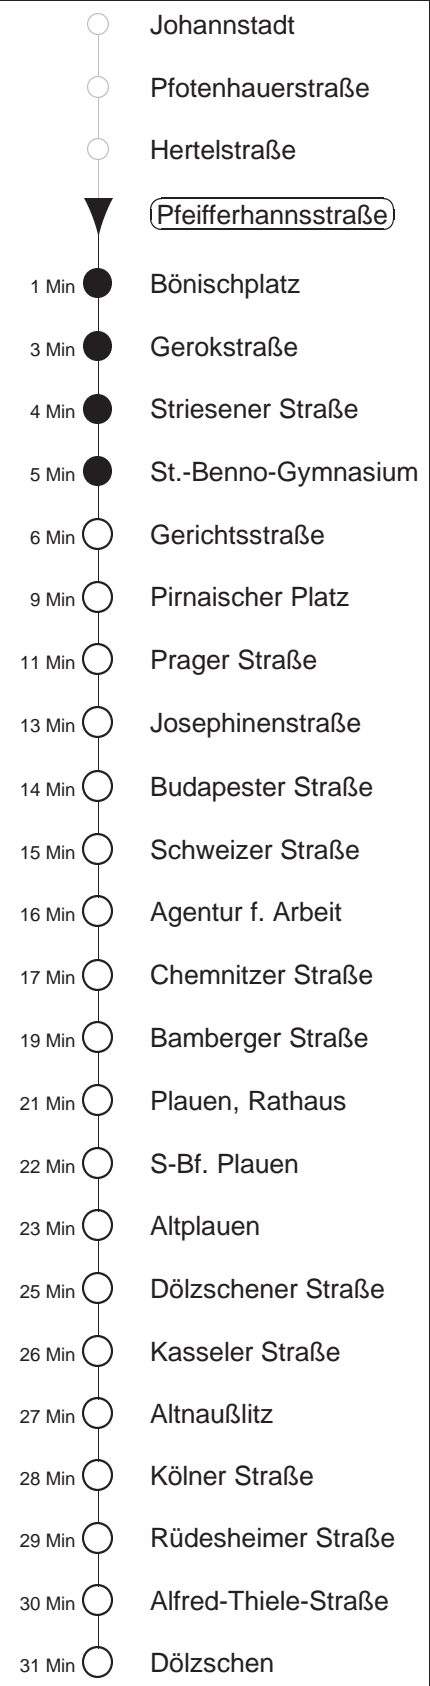 Johannstadt
Pfotenhauerstraße
Hertelstraße
Pfeifferhannsstraße
1 Min Bönischplatz
3 Min Gerokstraße
4 Min Striesener Straße
5 Min St.-Benno-Gymnasium
6 Min Gerichtsstraße
9 Min Pirnaischer Platz
11 Min Prager Straße
13 Min Josephinenstraße
14 Min Budapester Straße
15 Min Schweizer Straße
16 Min Agentur f. Arbeit
17 Min Chemnitzer Straße
19 Min Bamberger Straße
21 Min Plauen, Rathaus
22 Min S-Bf. Plauen
23 Min Altplauen
25 Min Dölzschener Straße
26 Min Kasseler Straße
27 Min Altnaußlitz
28 Min Kölner Straße
29 Min Rüdesheimer Straße
30 Min Alfred-Thiele-Straße
31 Min Dölzschen